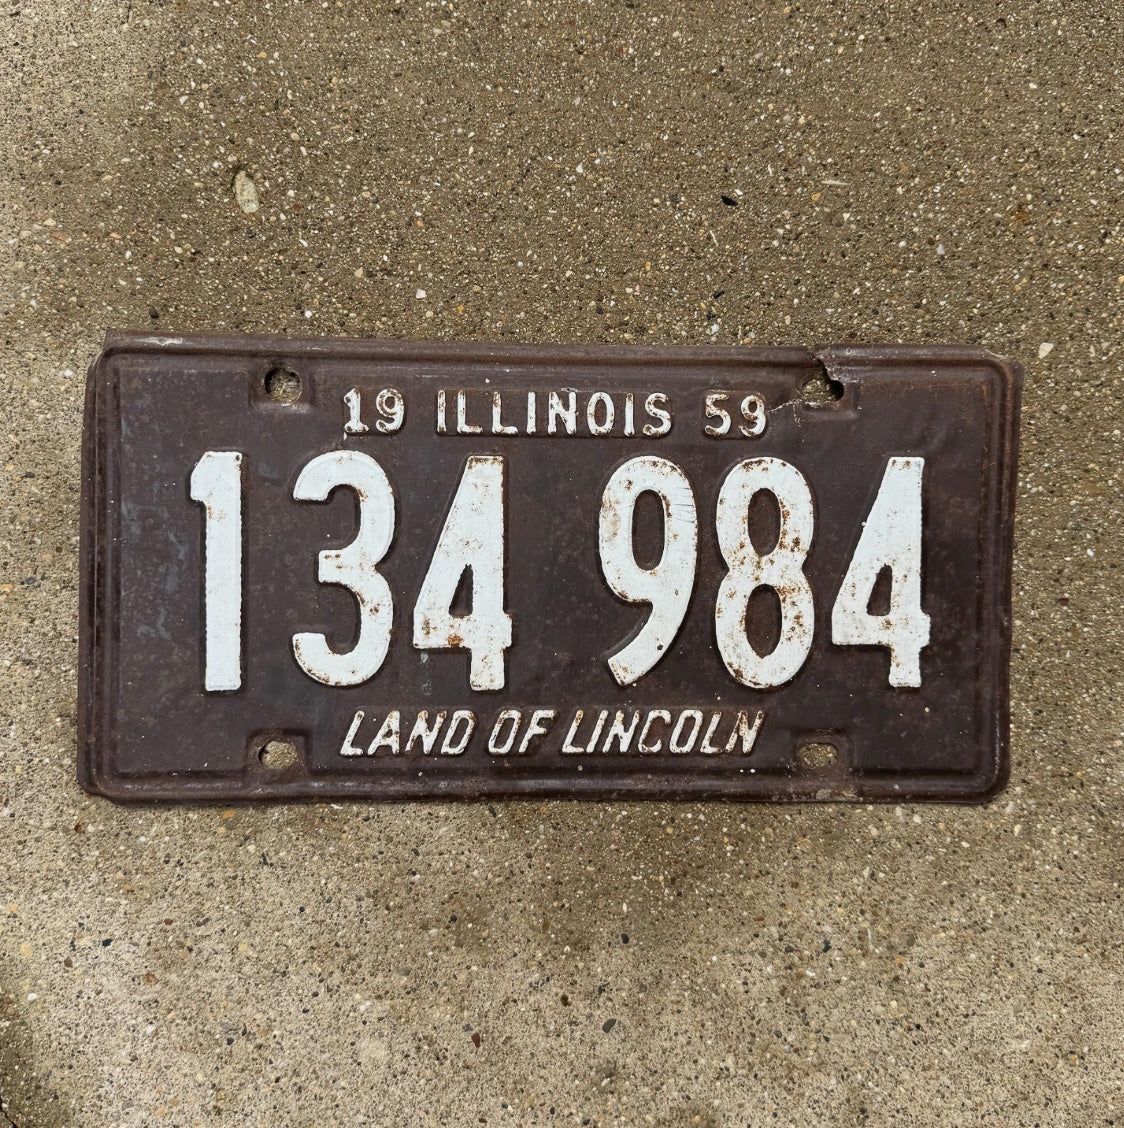 19 ILLINOIS 59
134 984
LAND OF LINCOLN